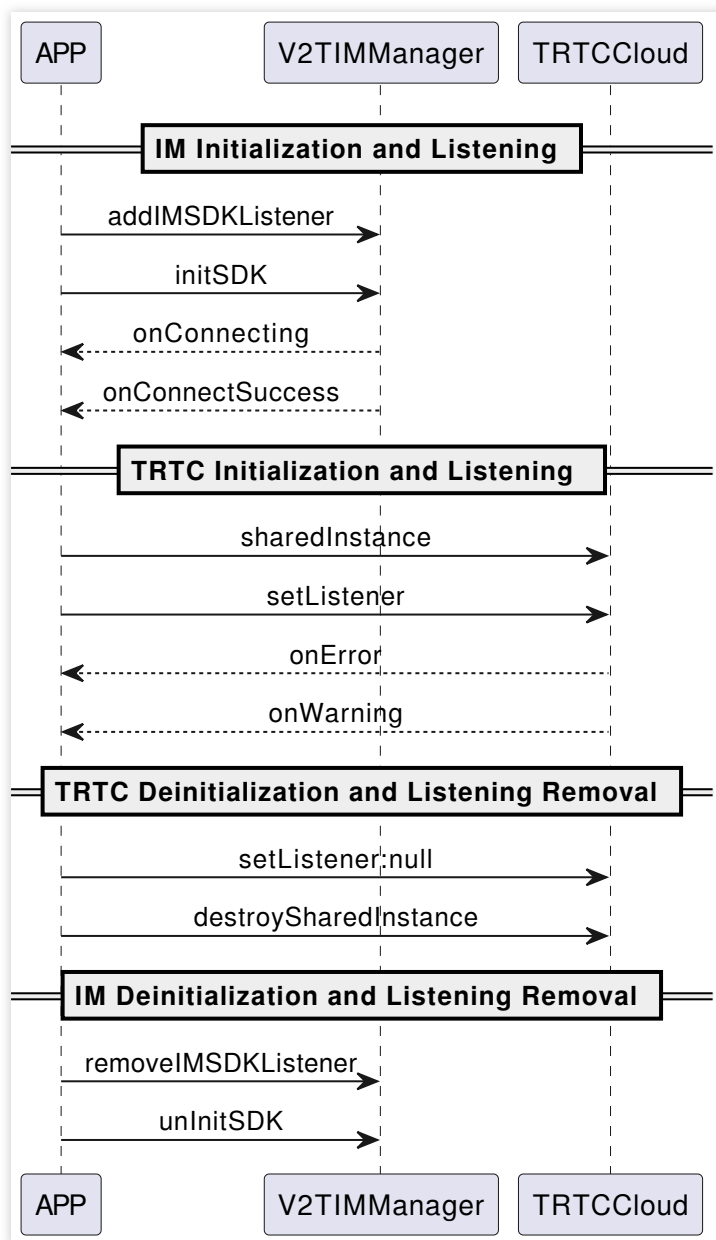 APP V2TIMManager TRTCCloud
IM Initialization and Listening
addIMSDKListener
initSDK
onConnecting
onConnectSuccess
TRTC Initialization and Listening
sharedInstance
setListener
onError
onWarning
TRTC Deinitialization and Listening Removal
setListener:null
destroySharedInstance
IM Deinitialization and Listening Removal
removeIMSDKListener
unInitSDK
APP V2TIMManager TRTCCloud